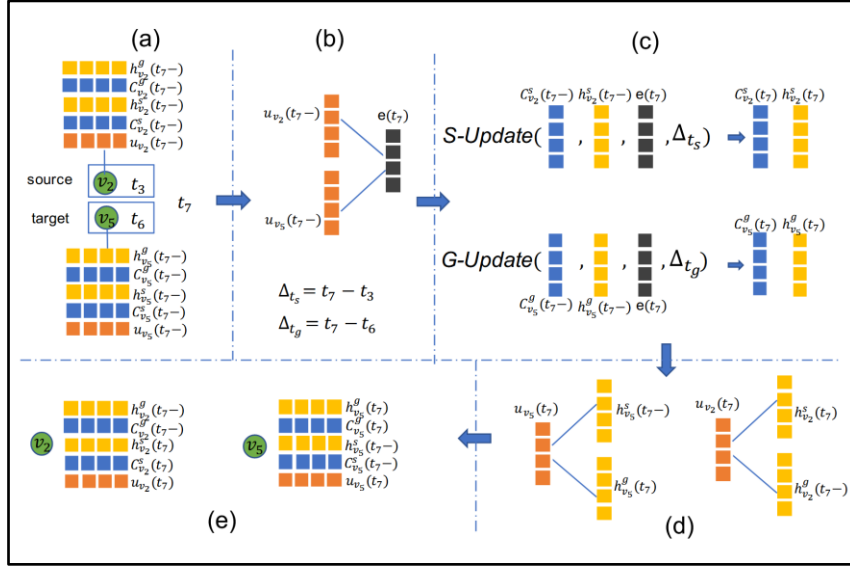 (a)
h^g_{v_2}(t_7−)
C^g_{v_2}(t_7−)
h^s_{v_2}(t_7−)
C^s_{v_2}(t_7−)
u_{v_2}(t_7−)
source v_2 t_3
t_7
target v_5 t_6
h^g_{v_5}(t_7−)
C^g_{v_5}(t_7−)
h^s_{v_5}(t_7−)
C^s_{v_5}(t_7−)
u_{v_5}(t_7−)
(b)
u_{v_2}(t_7−)
e(t_7)
u_{v_5}(t_7−)
Δ_{t_s} = t_7 − t_3
Δ_{t_g} = t_7 − t_6
(c)
C^s_{v_2}(t_7−) h^s_{v_2}(t_7−) e(t_7) C^s_{v_2}(t_7) h^s_{v_2}(t_7)
S-Update( , , , Δ_{t_s})
C^g_{v_5}(t_7) h^g_{v_5}(t_7)
G-Update( , , , Δ_{t_g})
C^g_{v_5}(t_7−) h^g_{v_5}(t_7−) e(t_7)
u_{v_5}(t_7)
h^s_{v_5}(t_7−)
h^g_{v_5}(t_7)
u_{v_2}(t_7)
h^s_{v_2}(t_7)
h^g_{v_2}(t_7−)
(d)
v_2
h^g_{v_2}(t_7−)
C^g_{v_2}(t_7−)
h^s_{v_2}(t_7)
C^s_{v_2}(t_7)
u_{v_2}(t_7)
v_5
h^g_{v_5}(t_7)
C^g_{v_5}(t_7)
h^s_{v_5}(t_7−)
C^s_{v_5}(t_7−)
u_{v_5}(t_7)
(e)